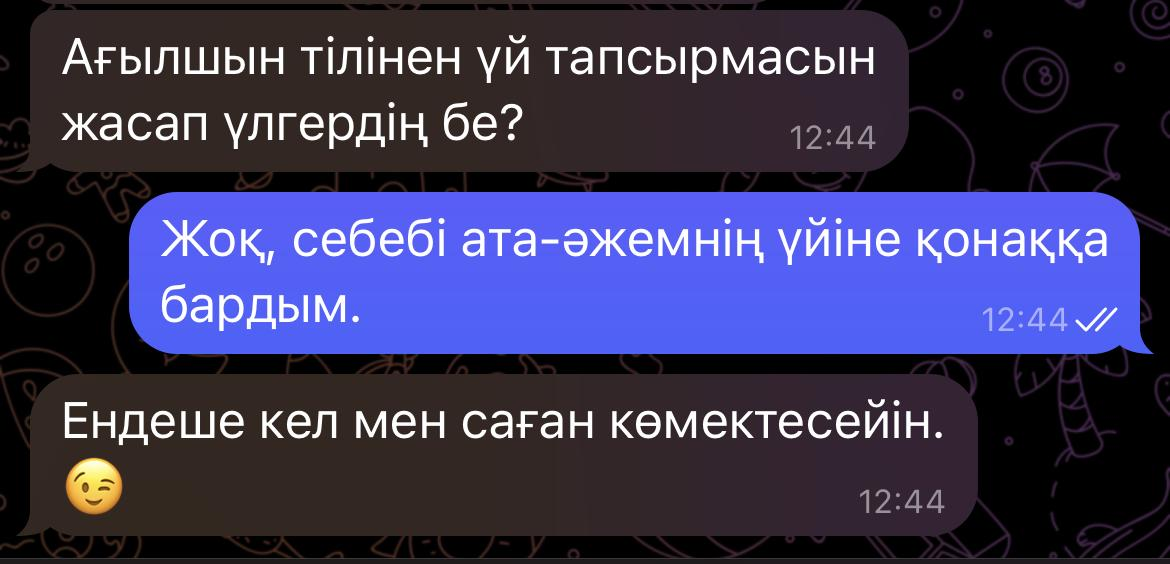 Ағылшын тілінен үй тапсырмасын
жасап үлгердің бе?
12:44
Жоқ, себебі ата-әжемнің үйіне қонаққа
бардым.
12:44
Ендеше кел мен саған көмектесейін.
😉
12:44